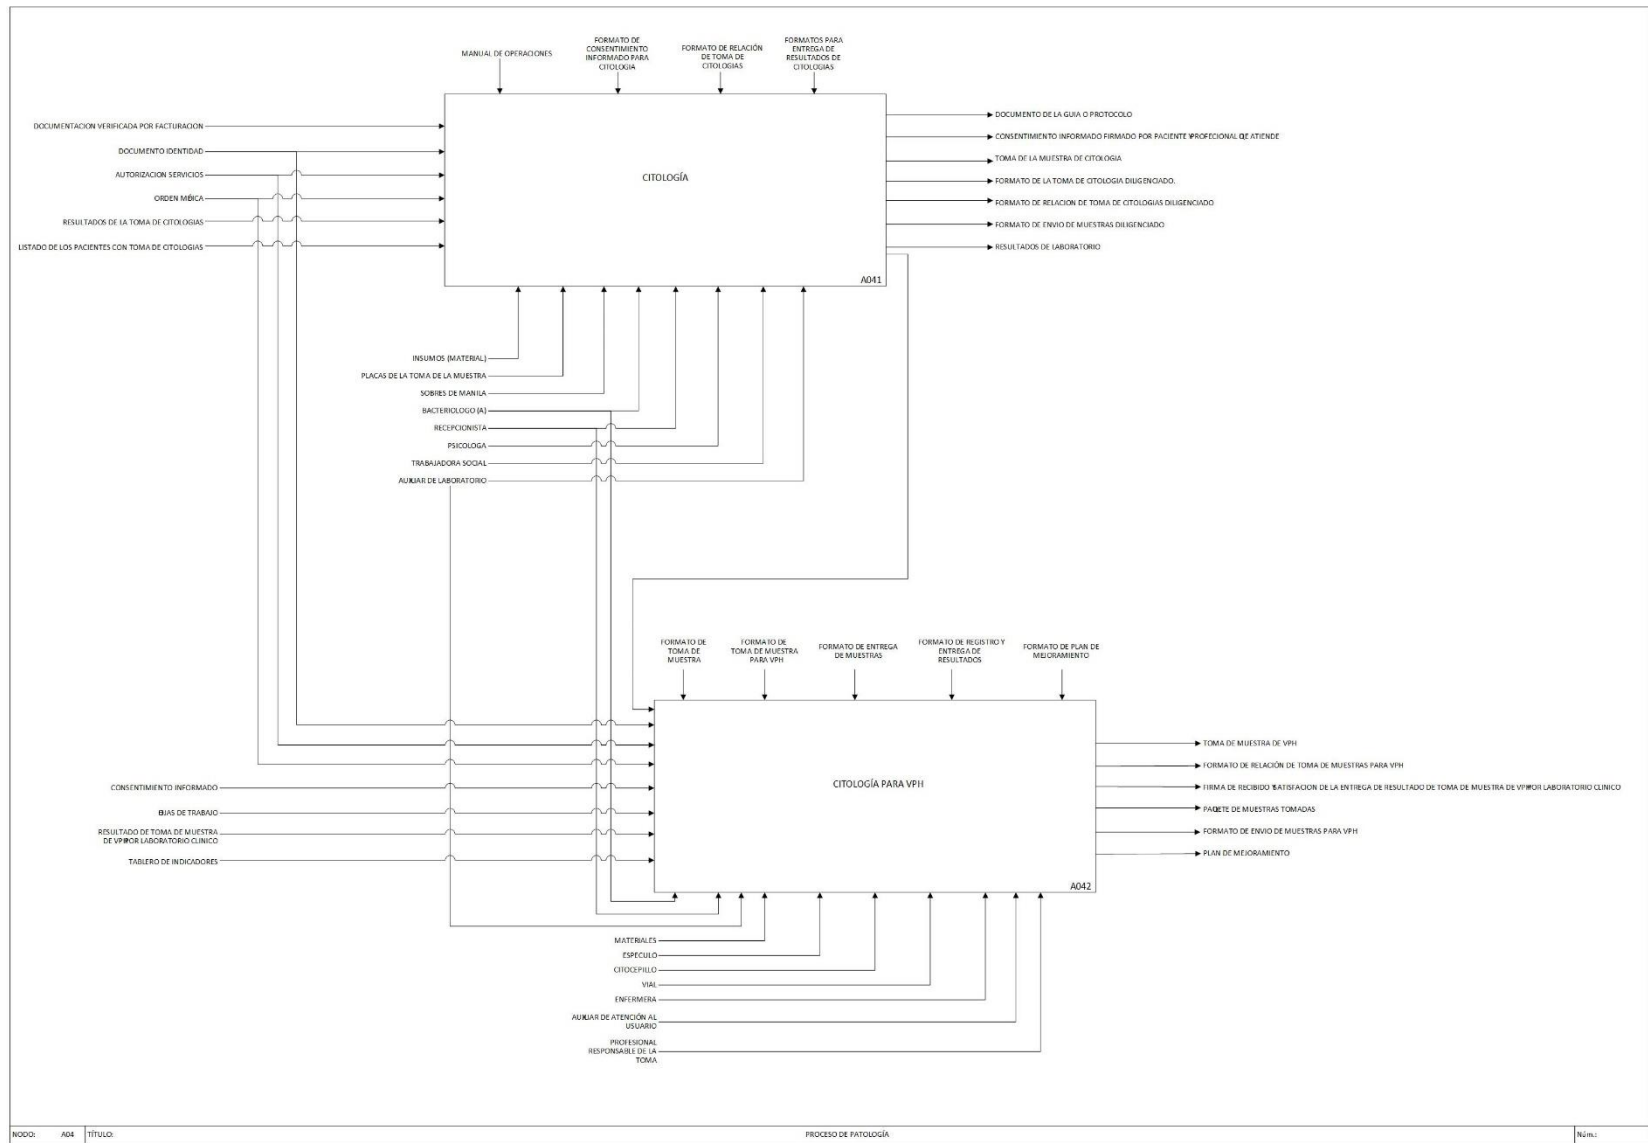 MANUAL DE OPERACIONES
FORMATO DE
CONSENTIMIENTO
INFORMADO PARA
CITOLOGIA
FORMATO DE RELACIÓN
DE TOMA DE
CITOLOGIAS
FORMATOS PARA
ENTREGA DE
RESULTADOS DE
CITOLOGIAS
DOCUMENTACION VERIFICADA POR FACTURACION
DOCUMENTO IDENTIDAD
AUTORIZACION SERVICIOS
ORDEN MÉICA
RESULTADOS DE LA TOMA DE CITOLOGIAS
LISTADO DE LOS PACIENTES CON TOMA DE CITOLOGIAS
CITOLOGÍA
A041
DOCUMENTO DE LA GUIA O PROTOCOLO
CONSENTIMIENTO INFORMADO FIRMADO POR PACIENTE PROFECIONAL QE ATIENDE
TOMA DE LA MUESTRA DE CITOLOGIA
FORMATO DE LA TOMA DE CITOLOGIA DILIGENCIADO.
FORMATO DE RELACION DE TOMA DE CITOLOGIAS DILIGENCIADO
FORMATO DE ENVIO DE MUESTRAS DILIGENCIADO
RESULTADOS DE LABORATORIO
INSUMOS (MATERIAL)
PLACAS DE LA TOMA DE LA MUESTRA
SOBRES DE MANILA
BACTERIOLOGO (A)
RECEPCIONISTA
PSICOLOGA
TRABAJADORA SOCIAL
AUXILIAR DE LABORATORIO
FORMATO DE
TOMA DE
MUESTRA
FORMATO DE
TOMA DE MUESTRA
PARA VPH
FORMATO DE ENTREGA
DE MUESTRAS
FORMATO DE REGISTRO Y
ENTREGA DE
RESULTADOS
FORMATO DE PLAN DE
MEJORAMIENTO
CONSENTIMIENTO INFORMADO
DE TRABAJO
RESULTADO DE TOMA DE MUESTRA
DE POR LABORATORIO CLINICO
TABLERO DE INDICADORES
CITOLOGÍA PARA VPH
A042
TOMA DE MUESTRA DE VPH
FORMATO DE RELACIÓN DE TOMA DE MUESTRAS PARA VPH
FIRMA DE RECIBIDO SATISFACION DE LA ENTREGA DE RESULTADO DE TOMA DE MUESTRA DE LABORATORIO CLINICO
DE MUESTRAS TOMADAS
FORMATO DE ENVIO DE MUESTRAS PARA VPH
PLAN DE MEJORAMIENTO
MATERIALES
ESPECULO
CITOCEPILLO
VIAL
ENFERMERA
AUXILIAR DE ATENCIÓN AL
USUARIO
PROFESIONAL
RESPONSABLE DE LA
TOMA
NODO: A04 TÍTULO: PROCESO DE PATOLOGÍA Núm.: